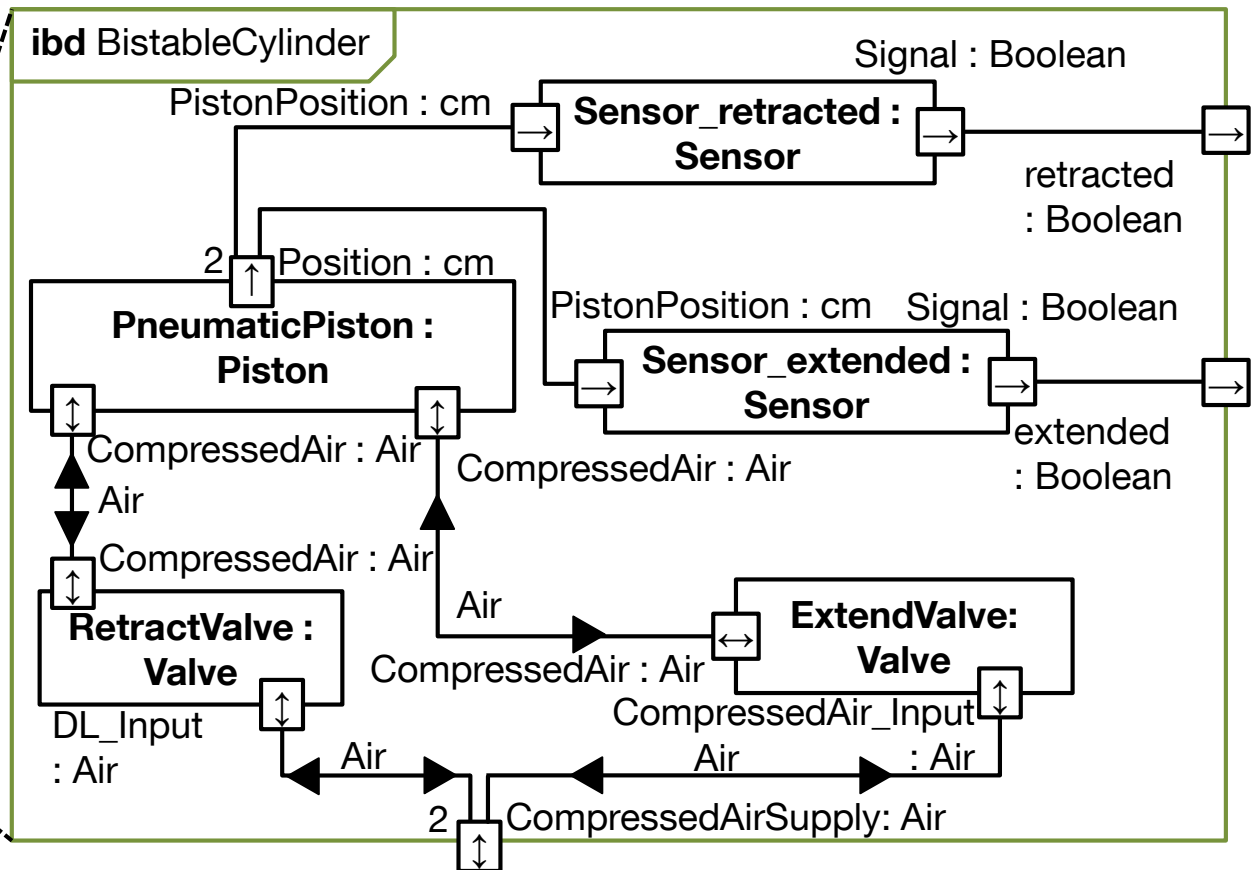 ibd BistableCylinder
Signal : Boolean
PistonPosition : cm
Sensor_retracted :
Sensor
retracted
: Boolean
2
Position : cm
PistonPosition : cm
Signal : Boolean
PneumaticPiston :
Piston
Sensor_extended :
Sensor
extended
: Boolean
CompressedAir : Air
CompressedAir : Air
Air
CompressedAir : Air
Air
RetractValve :
Valve
ExtendValve:
Valve
CompressedAir : Air
CompressedAir_Input
: Air
DL_Input
: Air
Air
Air
2
CompressedAirSupply: Air